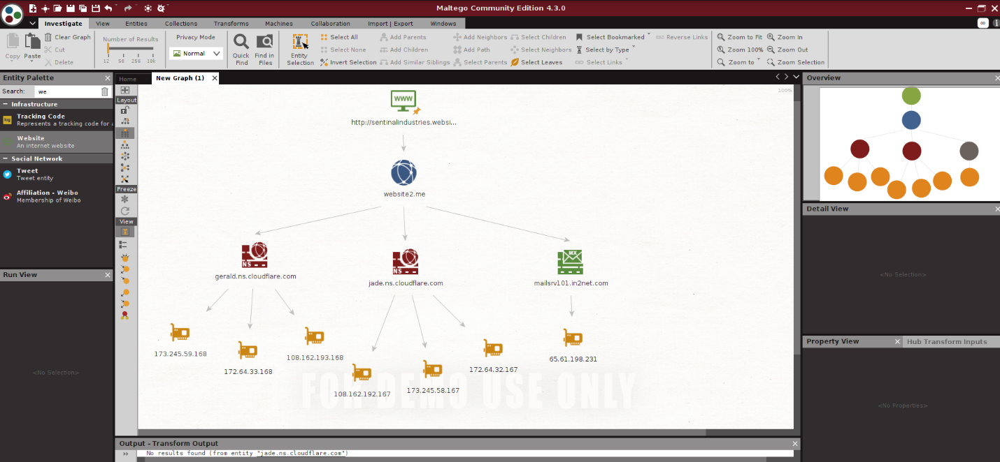 Maltego Community Edition 4.3.0
Investigate View Entities Collections Transforms Machines Collaboration Import | Export Windows
Copy
Paste
Clear Graph
Cut
Delete
Number of Results
12 50 256 10k
Privacy Mode
Normal
Quick Find
Find in Files
Entity Selection
Select All
Select None
Invert Selection
Add Parents
Add Children
Add Similar Siblings
Add Neighbors
Add Path
Select Parents
Select Children
Select Neighbors
Select Leaves
Select Bookmarked
Select by Type
Select Links
Reverse Links
Zoom to Fit
Zoom 100%
Zoom to
Zoom In
Zoom Out
Zoom Selection
Entity Palette
Search: we
Infrastructure
log
Tracking Code
Represents a tracking code for
Website
An internet website
Social Network
Tweet
Tweet entity
Affiliation - Weibo
Membership of Weibo
Run View
<No Selection>
Home New Graph (1)
Layout
Freeze
View
100%
WWW
http://sentinalindustries.websi...
website2.me
NS
gerald.ns.cloudflare.com
NS
jade.ns.cloudflare.com
MX
mailsrv101.in2net.com
173.245.59.168
172.64.33.168
108.162.193.168
108.162.192.167
173.245.58.167
172.64.32.167
65.61.198.231
FOR DEMO USE ONLY
Output - Transform Output
No results found (from entity "jade.ns.cloudflare.com")
Overview
Detail View
<No Selection>
Property View Hub Transform Inputs
<No Properties>